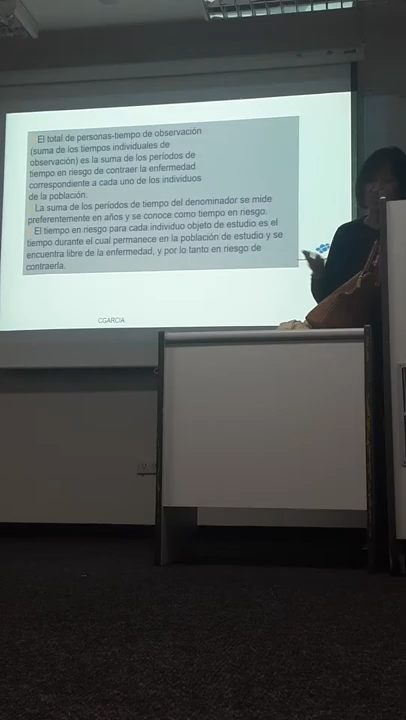 El total de personas-tiempo de observación
(suma de los tiempos individuales de
observación) es la suma de los períodos de
tiempo en riesgo de contraer la enfermedad
correspondiente a cada uno de los individuos
de la población.
La suma de los períodos de tiempo del denominador se mide
preferentemente en años y se conoce como tiempo en riesgo.
El tiempo en riesgo para cada individuo objeto de estudio es el
tiempo durante el cual permanece en la población de estudio y se
encuentra libre de la enfermedad, y por lo tanto en riesgo de
contraerla.
CGARCIA